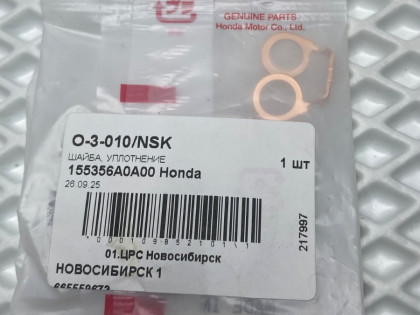 GENUINE PARTS
Honda Motor Co., Ltd.
O-3-010/NSK
ШАЙБА, УПЛОТНЕНИЕ
1 шт
155356A0A00 Honda
26.09.25
217997
01.ЦРС Новосибирск
НОВОСИБИРСК 1